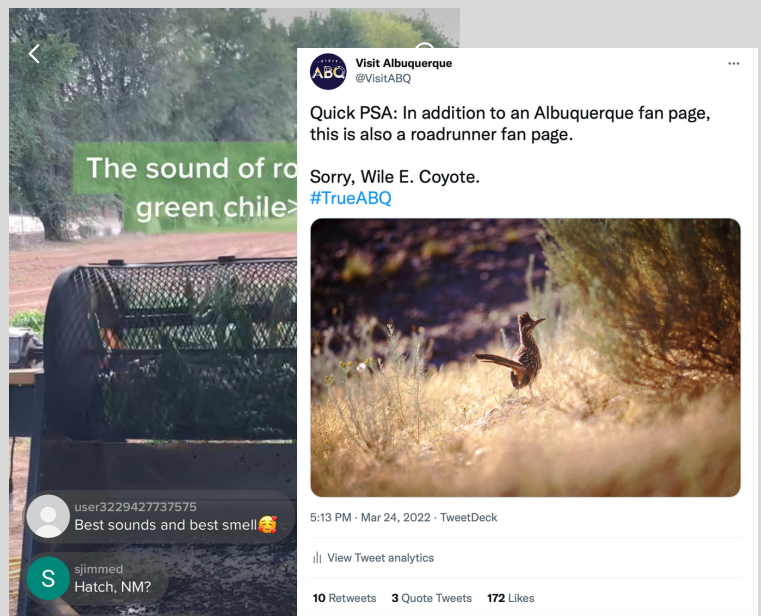 The sound of ro
green chile>
user3229427737575
Best sounds and best smell🥰
S
sjimmed
Hatch, NM?
VISIT
ABQ
Visit Albuquerque
@VisitABQ
Quick PSA: In addition to an Albuquerque fan page,
this is also a roadrunner fan page.
Sorry, Wile E. Coyote.
#TrueABQ
5:13 PM · Mar 24, 2022 · TweetDeck
View Tweet analytics
10 Retweets 3 Quote Tweets 172 Likes